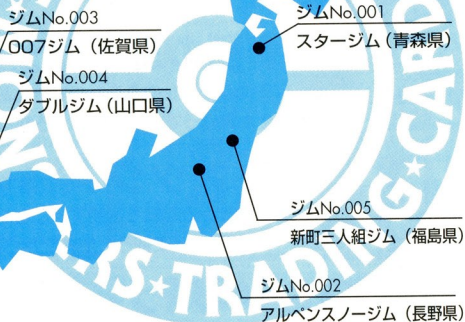 ジムNo.003
007ジム（佐賀県）
ジムNo.004
ダブルジム（山口県）
ジムNo.001
スタージム（青森県）
ジムNo.005
新町三人組ジム（福島県）
ジムNo.002
アルペンスノージム（長野県）
RS★TRADING★CARD